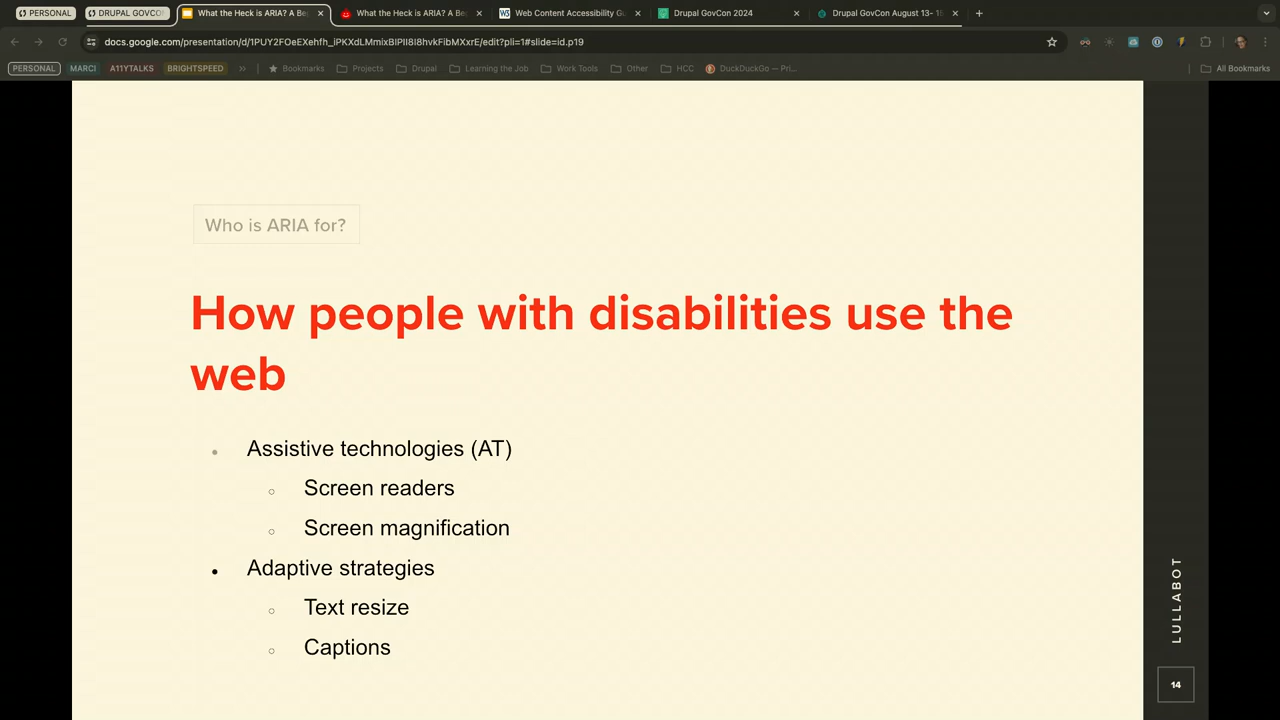 PERSONAL
DRUPAL GOVCO
What the Heck is ARIA? A Be
What the Heck is ARIA? A Be
Web Content Accessibility Gu
Drupal GovCon 2024
Drupal GovCon August 13- 1
docs.google.com/presentation/d/1PUY2FOeEXehfh_iPKXdLMmixBIPII8I8hvkFibMXxrE/edit?pli=1#slide=id.p19
PERSONAL
MARCI
A11YTALKS
BRIGHTSPEED
Bookmarks
Projects
Drupal
Learning the Job
Work Tools
Other
HCC
DuckDuckGo — Pri...
All Bookmarks
Who is ARIA for?
How people with disabilities use the
web
Assistive technologies (AT)
Screen readers
Screen magnification
Adaptive strategies
Text resize
Captions
LULLABOT
14